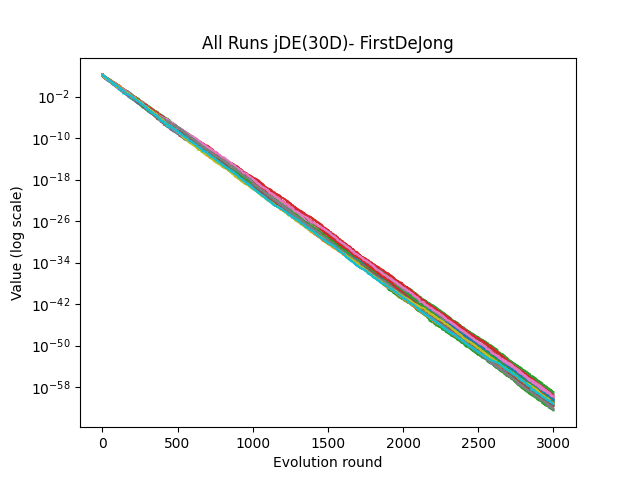 All Runs jDE(30D)- FirstDeJong
Value (log scale)
10⁻²
10⁻¹⁰
10⁻¹⁸
10⁻²⁶
10⁻³⁴
10⁻⁴²
10⁻⁵⁰
10⁻⁵⁸
0 500 1000 1500 2000 2500 3000
Evolution round